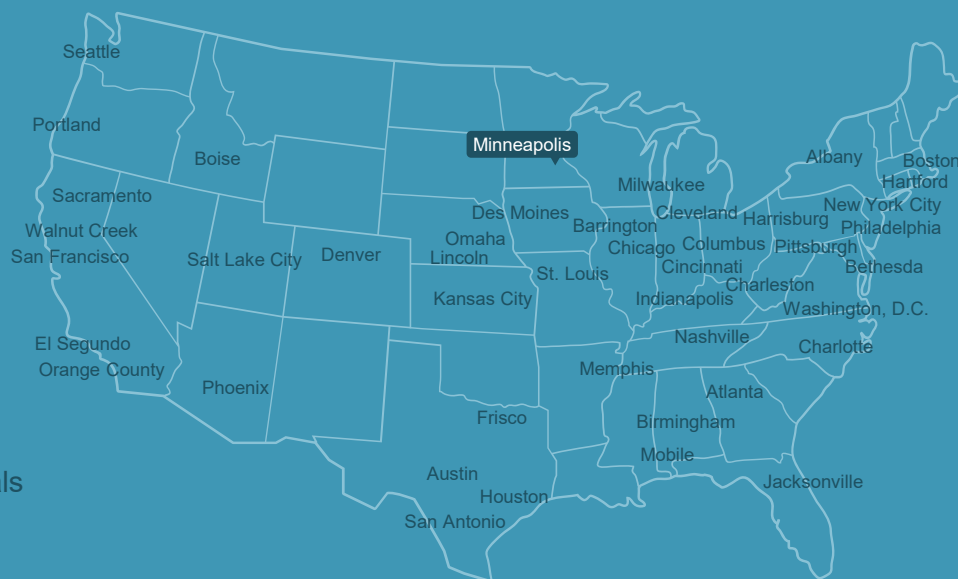 Seattle
Portland
Boise
Minneapolis
Albany
Boston
Hartford
Milwaukee
Sacramento
New York City
Des Moines
Cleveland
Harrisburg
Barrington
Philadelphia
Walnut Creek
Omaha
Chicago
Columbus
Pittsburgh
San Francisco
Salt Lake City
Denver
Lincoln
St. Louis
Cincinnati
Bethesda
Charleston
Kansas City
Indianapolis
Washington, D.C.
El Segundo
Nashville
Charlotte
Orange County
Memphis
Phoenix
Atlanta
Frisco
Birmingham
Mobile
Austin
Jacksonville
Houston
San Antonio